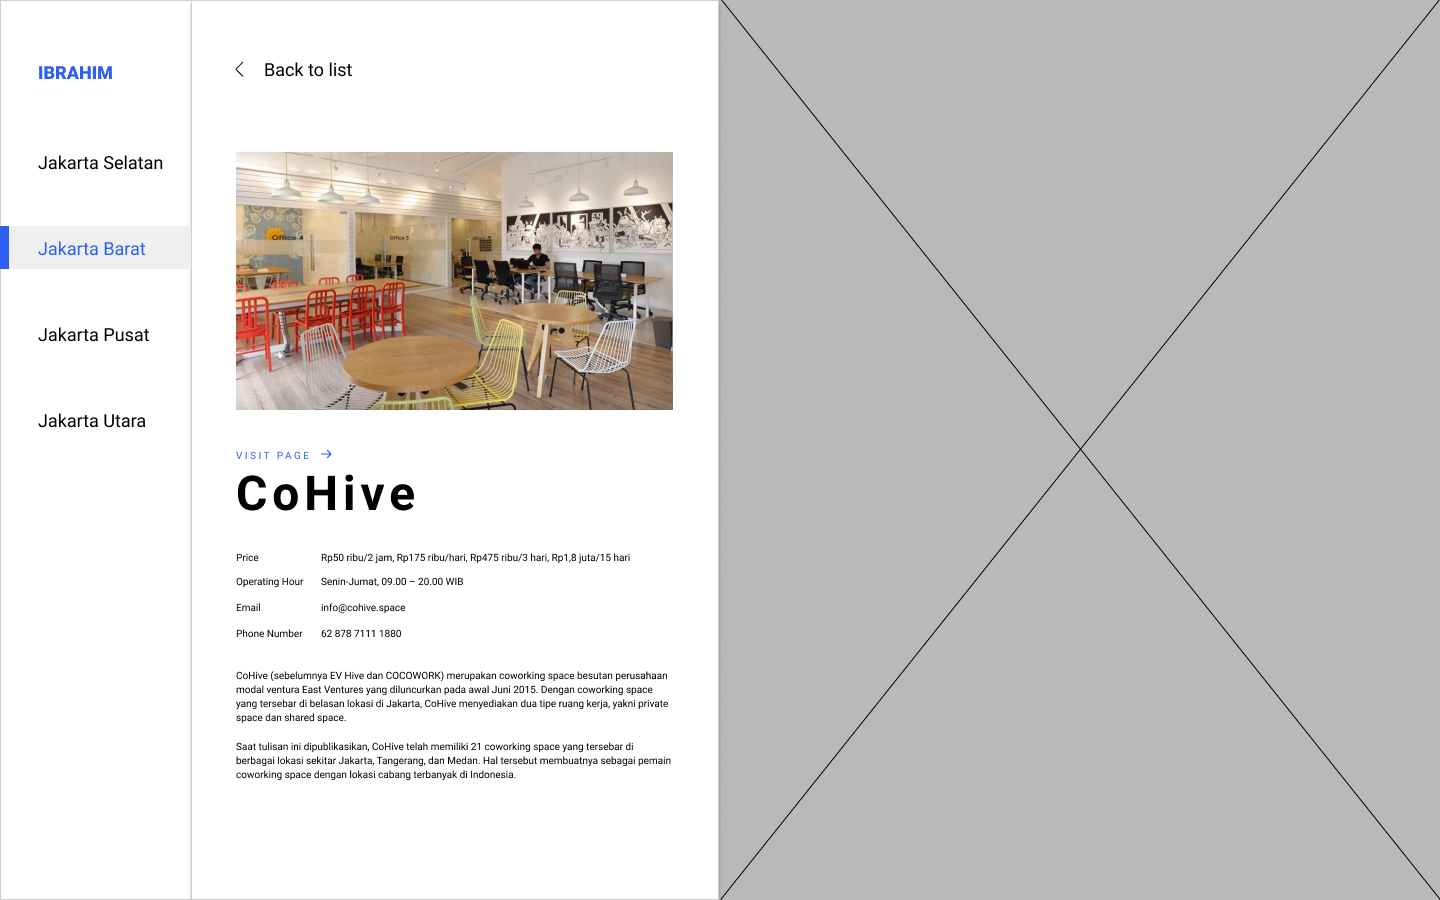 IBRAHIM
Jakarta Selatan
Jakarta Barat
Jakarta Pusat
Jakarta Utara
Back to list
Office 4
Office 5
VISIT PAGE
CoHive
Price Rp50 ribu/2 jam, Rp175 ribu/hari, Rp475 ribu/3 hari, Rp1,8 juta/15 hari
Operating Hour Senin-Jumat, 09.00 – 20.00 WIB
Email info@cohive.space
Phone Number 62 878 7111 1880
CoHive (sebelumnya EV Hive dan COCOWORK) merupakan coworking space besutan perusahaan
modal ventura East Ventures yang diluncurkan pada awal Juni 2015. Dengan coworking space
yang tersebar di belasan lokasi di Jakarta, CoHive menyediakan dua tipe ruang kerja, yakni private
space dan shared space.
Saat tulisan ini dipublikasikan, CoHive telah memiliki 21 coworking space yang tersebar di
berbagai lokasi sekitar Jakarta, Tangerang, dan Medan. Hal tersebut membuatnya sebagai pemain
coworking space dengan lokasi cabang terbanyak di Indonesia.